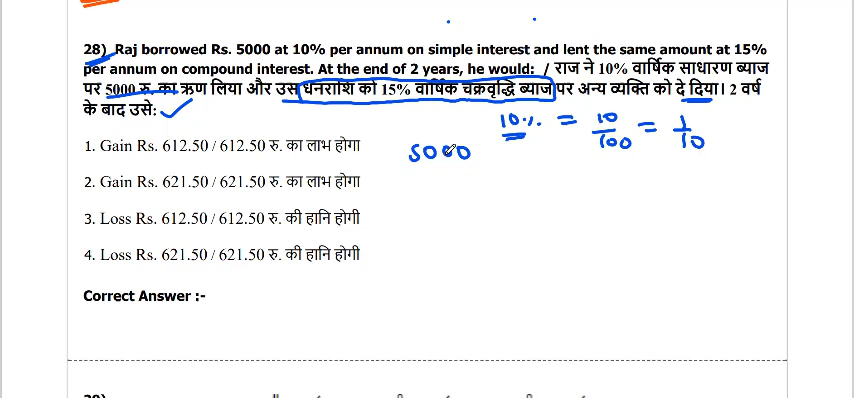 28) Raj borrowed Rs. 5000 at 10% per annum on simple interest and lent the same amount at 15%
per annum on compound interest. At the end of 2 years, he would: / राज ने 10% वार्षिक साधारण ब्याज
पर 5000 रु. का ऋण लिया और उस धनराशि को 15% वार्षिक चक्रवृद्धि ब्याज पर अन्य व्यक्ति को दे दिया। 2 वर्ष
के बाद उसे:
10% = 10/100 = 1/10
5000
1. Gain Rs. 612.50 / 612.50 रु. का लाभ होगा
2. Gain Rs. 621.50 / 621.50 रु. का लाभ होगा
3. Loss Rs. 612.50 / 612.50 रु. की हानि होगी
4. Loss Rs. 621.50 / 621.50 रु. की हानि होगी
Correct Answer :-